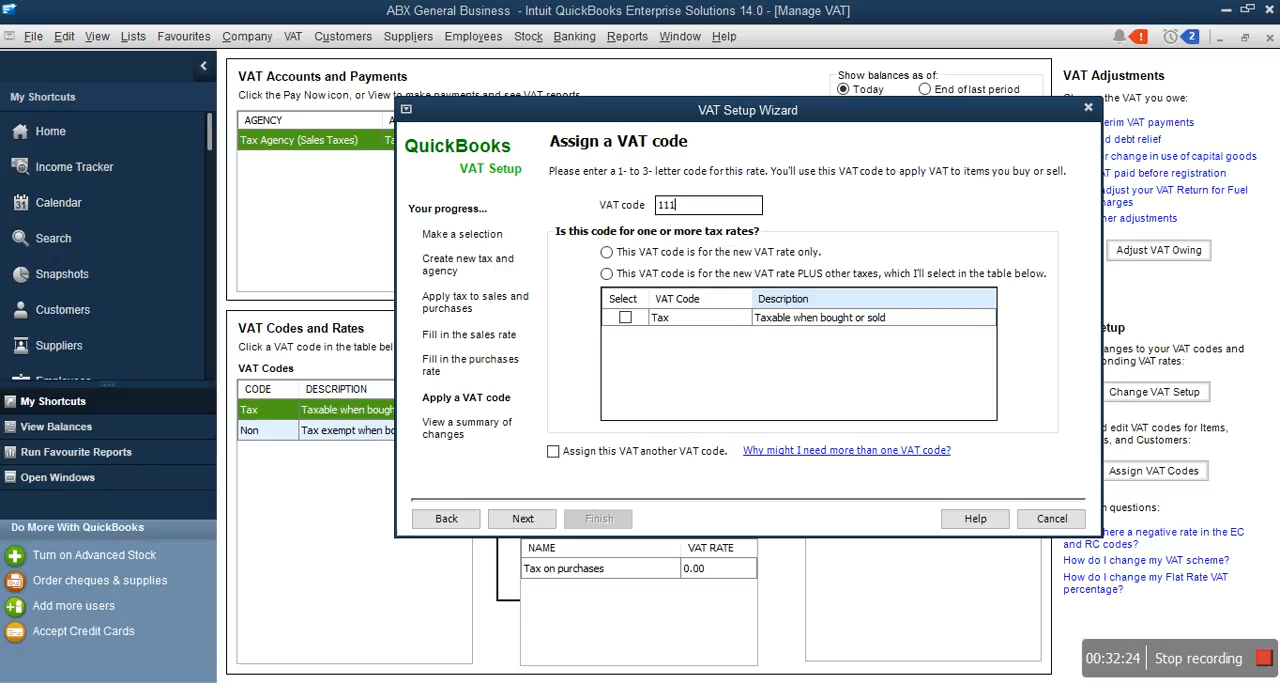 ABX General Business - Intuit QuickBooks Enterprise Solutions 14.0 - [Manage VAT]
File Edit View Lists Favourites Company VAT Customers Suppliers Employees Stock Banking Reports Window Help
! 2
My Shortcuts
Home
Income Tracker
Calendar
Search
Snapshots
Customers
Suppliers
My Shortcuts
View Balances
Run Favourite Reports
Open Windows
Do More With QuickBooks
Turn on Advanced Stock
Order cheques & supplies
Add more users
Accept Credit Cards
VAT Accounts and Payments
Click the Pay Now icon, or View to make payments and see VAT reports
Show balances as of:
Today End of last period
AGENCY A
Tax Agency (Sales Taxes) Ta
VAT Codes and Rates
Click a VAT code in the table bel
VAT Codes
CODE DESCRIPTION
Tax Taxable when bough
Non Tax exempt when bo
VAT Setup Wizard
QuickBooks
VAT Setup
Your progress...
Make a selection
Create new tax and
agency
Apply tax to sales and
purchases
Fill in the sales rate
Fill in the purchases
rate
Apply a VAT code
View a summary of
changes
Assign a VAT code
Please enter a 1- to 3- letter code for this rate. You'll use this VAT code to apply VAT to items you buy or sell.
VAT code 111
Is this code for one or more tax rates?
This VAT code is for the new VAT rate only.
This VAT code is for the new VAT rate PLUS other taxes, which I'll select in the table below.
Select VAT Code Description
Tax Taxable when bought or sold
Assign this VAT another VAT code. Why might I need more than one VAT code?
Back Next Finish Help Cancel
NAME VAT RATE
Tax on purchases 0.00
VAT Adjustments
the VAT you owe:
erim VAT payments
d debt relief
r change in use of capital goods
T paid before registration
djust your VAT Return for Fuel
arges
her adjustments
Adjust VAT Owing
etup
hanges to your VAT codes and
onding VAT rates:
Change VAT Setup
d edit VAT codes for Items,
s, and Customers:
Assign VAT Codes
n questions:
here a negative rate in the EC
and RC codes?
How do I change my VAT scheme?
How do I change my Flat Rate VAT
percentage?
00:32:24 Stop recording